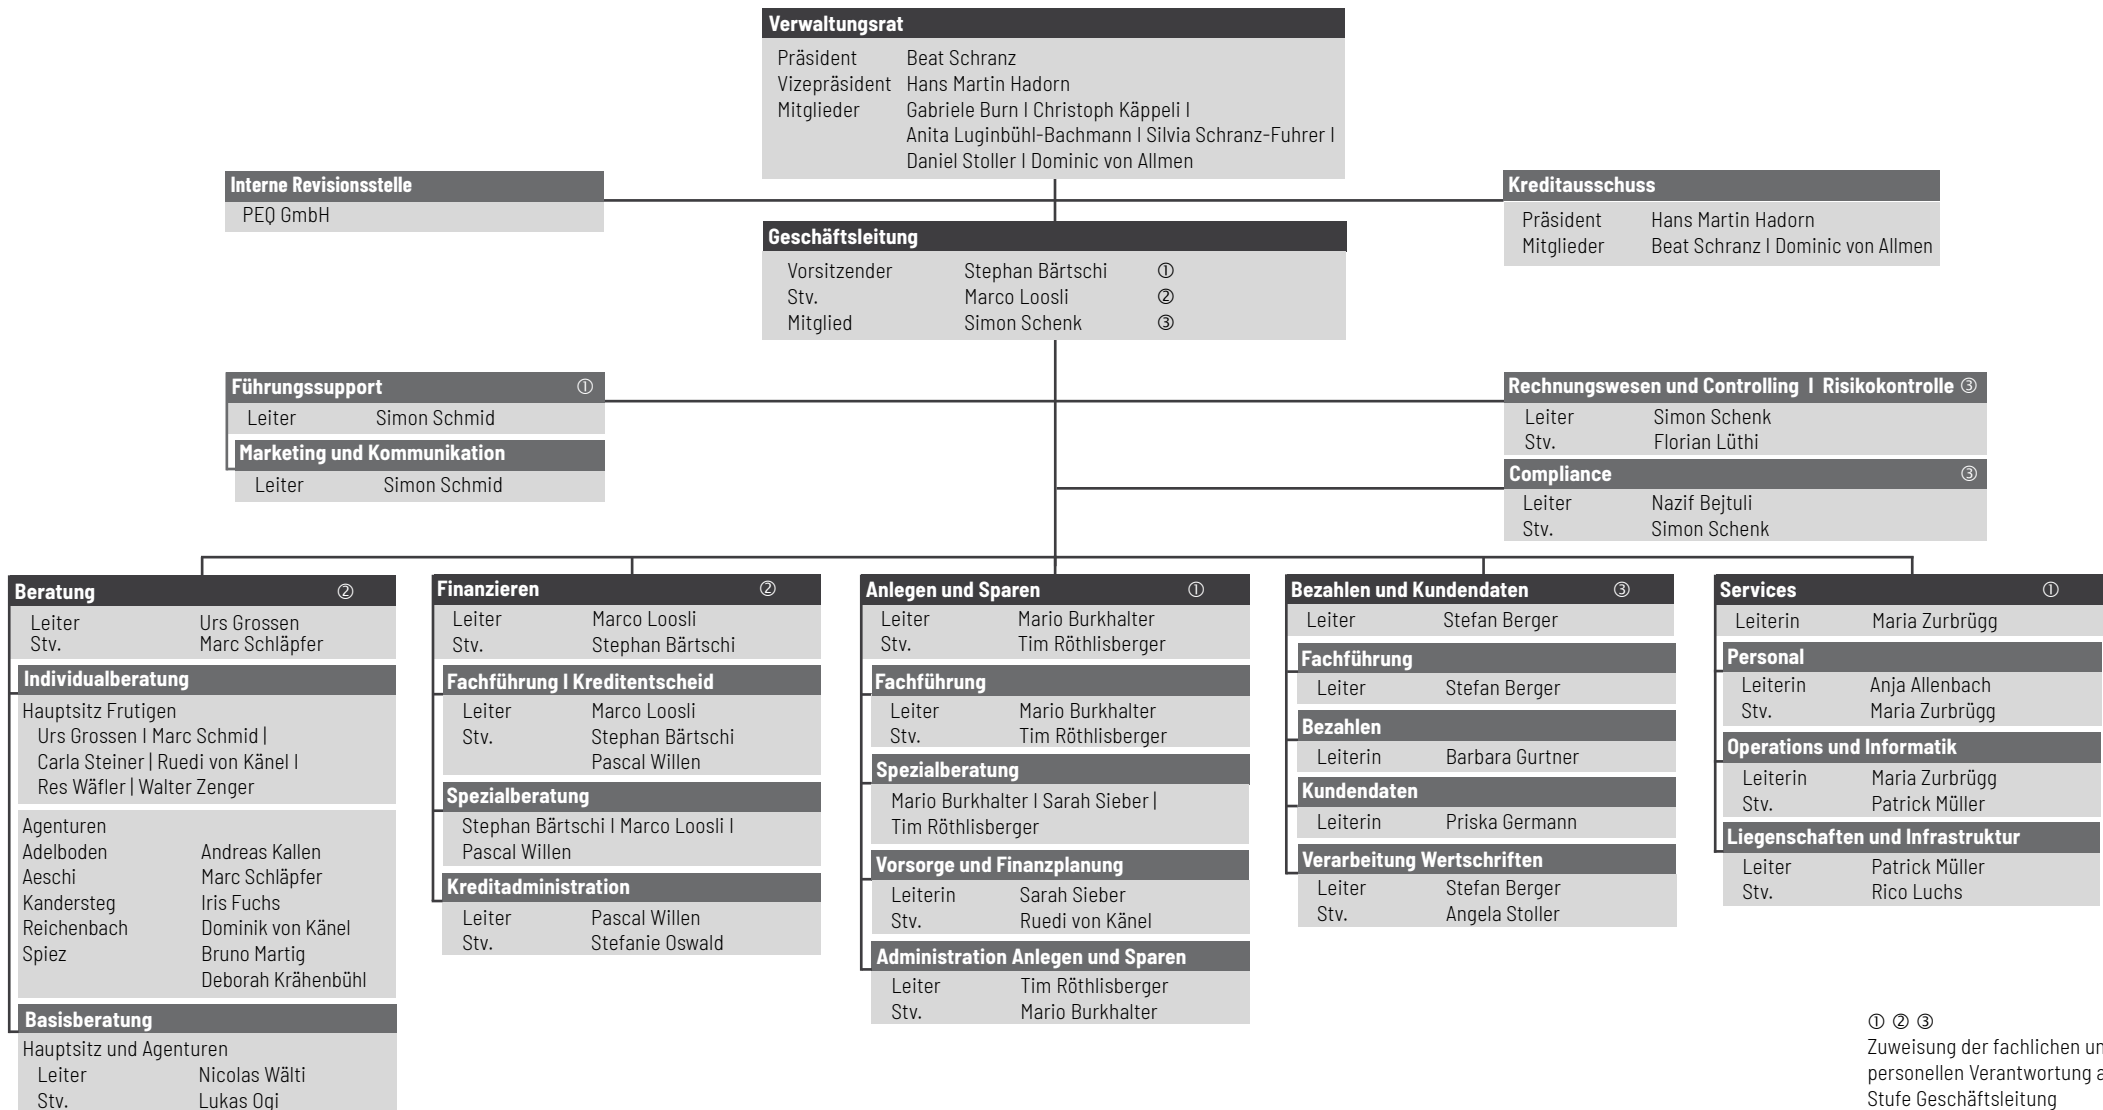 Verwaltungsrat
Präsident Beat Schranz
Vizepräsident Hans Martin Hadorn
Mitglieder Gabriele Burn I Christoph Käppeli I
Anita Luginbühl-Bachmann I Silvia Schranz-Fuhrer I
Daniel Stoller I Dominic von Allmen
Interne Revisionsstelle
PEQ GmbH
Kreditausschuss
Präsident Hans Martin Hadorn
Mitglieder Beat Schranz I Dominic von Allmen
Geschäftsleitung
Vorsitzender Stephan Bärtschi ①
Stv. Marco Loosli ②
Mitglied Simon Schenk ③
Führungssupport ①
Leiter Simon Schmid
Marketing und Kommunikation
Leiter Simon Schmid
Rechnungswesen und Controlling I Risikokontrolle ③
Leiter Simon Schenk
Stv. Florian Lüthi
Compliance ③
Leiter Nazif Bejtuli
Stv. Simon Schenk
Beratung ②
Leiter Urs Grossen
Stv. Marc Schläpfer
Individualberatung
Hauptsitz Frutigen
Urs Grossen I Marc Schmid |
Carla Steiner | Ruedi von Känel I
Res Wäfler | Walter Zenger
Agenturen
Adelboden Andreas Kallen
Aeschi Marc Schläpfer
Kandersteg Iris Fuchs
Reichenbach Dominik von Känel
Spiez Bruno Martig
Deborah Krähenbühl
Basisberatung
Hauptsitz und Agenturen
Leiter Nicolas Wälti
Stv. Lukas Ogi
Finanzieren ②
Leiter Marco Loosli
Stv. Stephan Bärtschi
Fachführung I Kreditentscheid
Leiter Marco Loosli
Stv. Stephan Bärtschi
Pascal Willen
Spezialberatung
Stephan Bärtschi I Marco Loosli I
Pascal Willen
Kreditadministration
Leiter Pascal Willen
Stv. Stefanie Oswald
Anlegen und Sparen ①
Leiter Mario Burkhalter
Stv. Tim Röthlisberger
Fachführung
Leiter Mario Burkhalter
Stv. Tim Röthlisberger
Spezialberatung
Mario Burkhalter I Sarah Sieber |
Tim Röthlisberger
Vorsorge und Finanzplanung
Leiterin Sarah Sieber
Stv. Ruedi von Känel
Administration Anlegen und Sparen
Leiter Tim Röthlisberger
Stv. Mario Burkhalter
Bezahlen und Kundendaten ③
Leiter Stefan Berger
Fachführung
Leiter Stefan Berger
Bezahlen
Leiterin Barbara Gurtner
Kundendaten
Leiterin Priska Germann
Verarbeitung Wertschriften
Leiter Stefan Berger
Stv. Angela Stoller
Services ①
Leiterin Maria Zurbrügg
Personal
Leiterin Anja Allenbach
Stv. Maria Zurbrügg
Operations und Informatik
Leiterin Maria Zurbrügg
Stv. Patrick Müller
Liegenschaften und Infrastruktur
Leiter Patrick Müller
Stv. Rico Luchs
① ② ③
Zuweisung der fachlichen
personellen Verantwortung
Stufe Geschäftsleitung